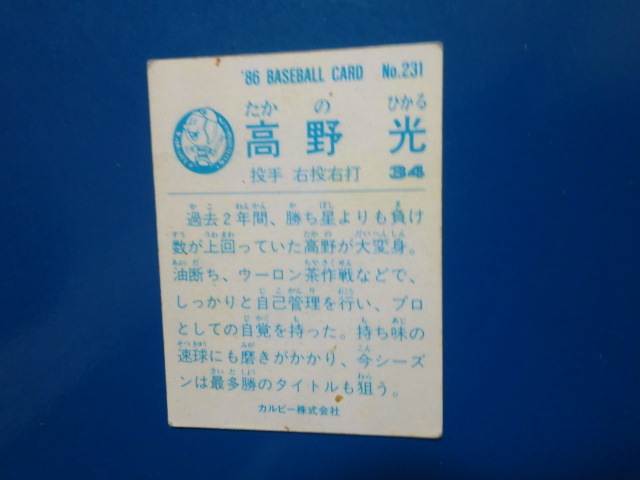 '86 BASEBALL CARD No.231
たかの ひかる
高野 光
投手 右投右打 34
過去2年間、勝ち星よりも負け
数が上回っていた高野が大変身。
油断ち、ウーロン茶作戦などで、
しっかりと自己管理を行い、プロ
としての自覚を持った。持ち味の
速球にも磨きがかかり、今シーズ
ンは最多勝のタイトルも狙う。
カルビー株式会社